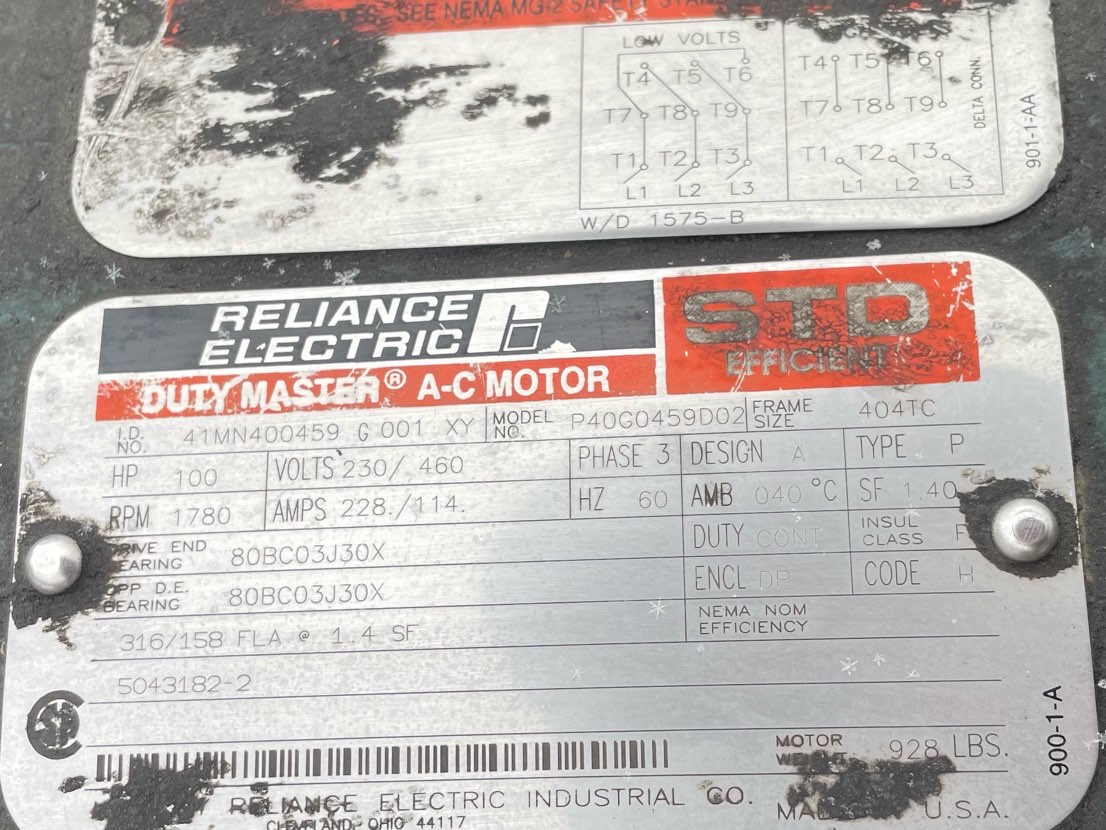 SEE NEMA MG-2 SAFETY
LOW VOLTS
T4 T5 T6 T4 T5 T6
T7 T8 T9 T7 T8 T9
T1 T2 T3 T1 T2 T3
L1 L2 L3 L1 L2 L3
DELTA CONN.
901-1-AA
W/D 1575-B
RELIANCE
ELECTRIC
STD
EFFICIENT
DUTY MASTER® A-C MOTOR
I.D. NO. 41MN400459 G 001 XY MODEL NO. P40G0459D02 FRAME SIZE 404TC
HP 100 VOLTS 230/ 460 PHASE 3 DESIGN A TYPE P
RPM 1780 AMPS 228./114. HZ 60 AMB 040 °C SF 1.40
DRIVE END BEARING 80BC03J30X DUTY CONT INSUL CLASS F
OPP D.E. BEARING 80BC03J30X ENCL DP CODE H
316/158 FLA @ 1.4 SF NEMA NOM EFFICIENCY
5043182-2
MOTOR WEIGHT 928 LBS.
900-1-A
RELIANCE ELECTRIC INDUSTRIAL CO.
CLEVELAND, OHIO 44117
U.S.A.